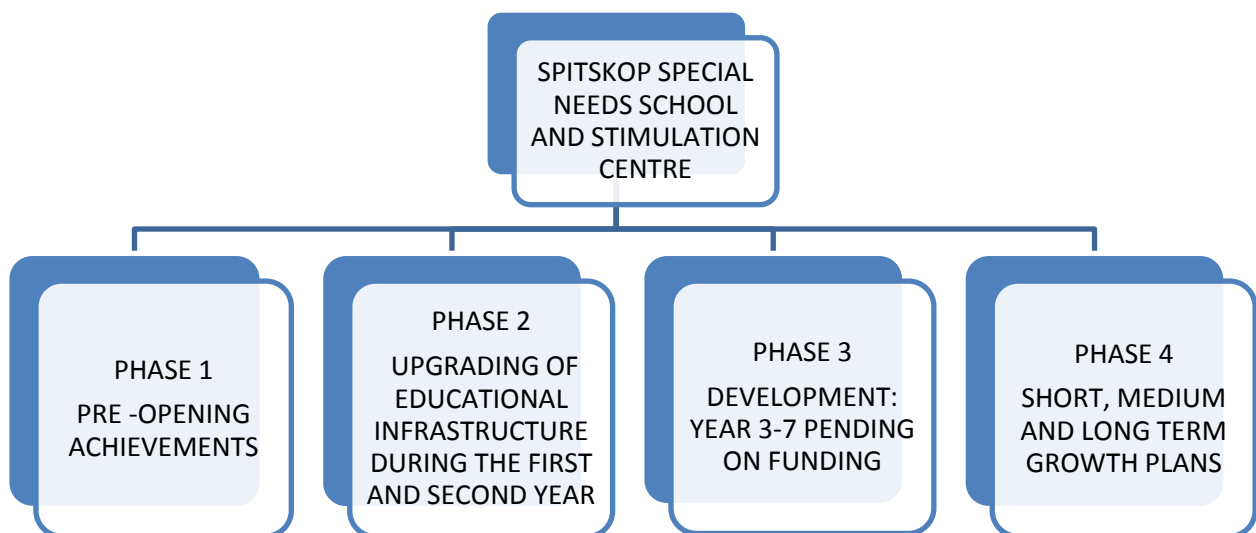 SPITSKOP SPECIAL
NEEDS SCHOOL
AND STIMULATION
CENTRE
PHASE 1
PRE -OPENING
ACHIEVEMENTS
PHASE 2
UPGRADING OF
EDUCATIONAL
INFRASTRUCTURE
DURING THE FIRST
AND SECOND YEAR
PHASE 3
DEVELOPMENT:
YEAR 3-7 PENDING
ON FUNDING
PHASE 4
SHORT, MEDIUM
AND LONG TERM
GROWTH PLANS